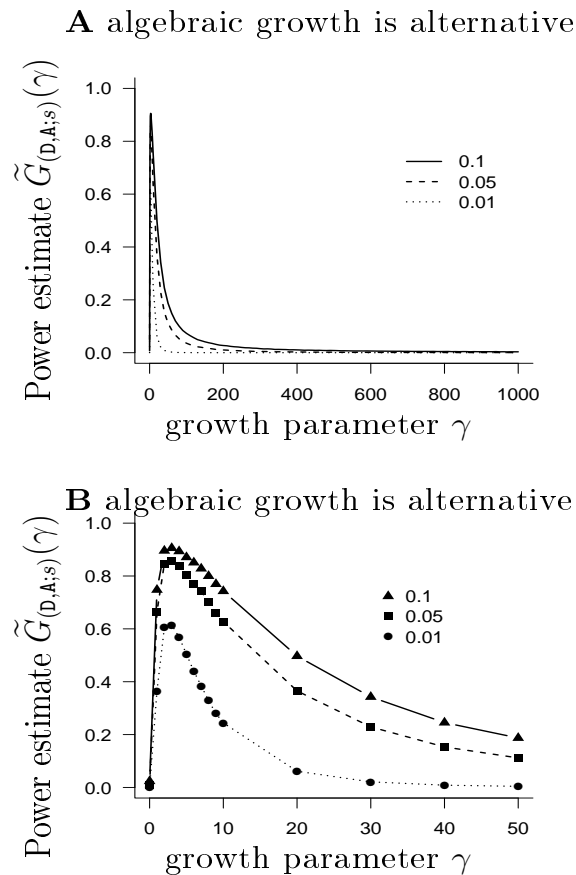 A algebraic growth is alternative
Power estimate G̃(D,A;s)(γ)
1.0
0.8
0.6
0.4
0.2
0.0
0.1
0.05
0.01
0 200 400 600 800 1000
growth parameter γ
B algebraic growth is alternative
Power estimate G̃(D,A;s)(γ)
1.0
0.8
0.6
0.4
0.2
0.0
0.1
0.05
0.01
0 10 20 30 40 50
growth parameter γ